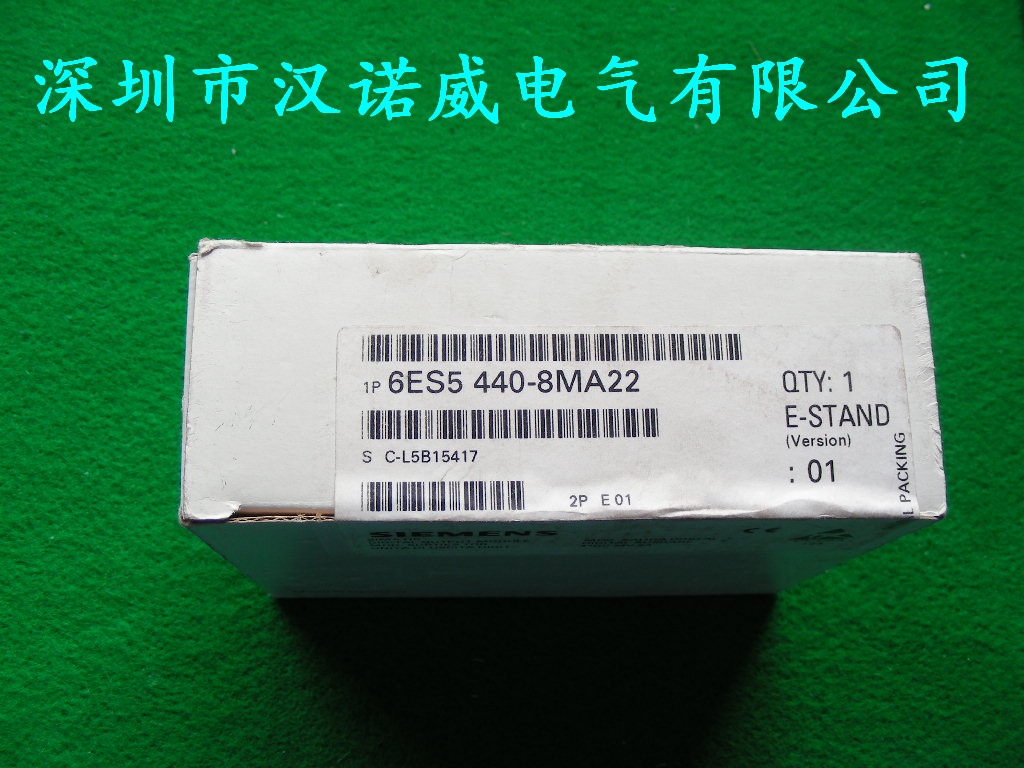 深圳市汉诺威电气有限公司
1P 6ES5 440-8MA22
QTY: 1
E-STAND
(Version)
: 01
S C-L5B15417
2P E 01
PACKING
SIEMENS
CE